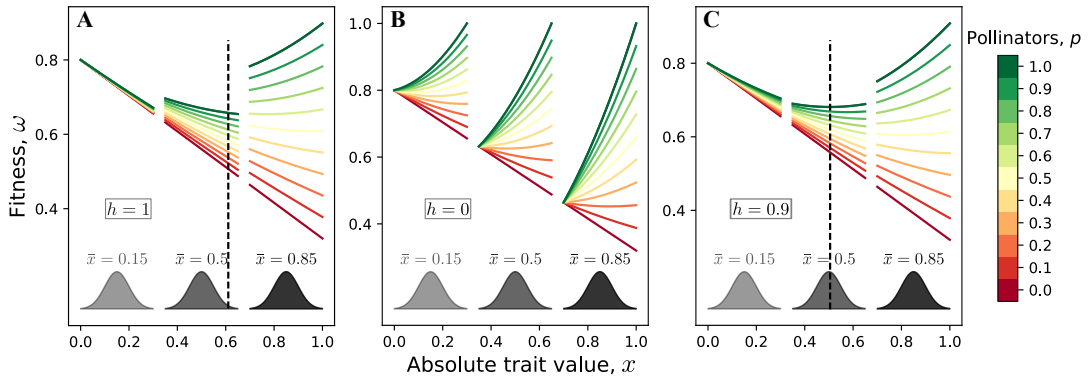 A
B
C
Fitness, ω
0.8
0.6
0.4
h = 1
x̄ = 0.15
x̄ = 0.5
x̄ = 0.85
0.0 0.2 0.4 0.6 0.8 1.0
1.0
0.8
0.6
0.4
h = 0
x̄ = 0.15
x̄ = 0.5
x̄ = 0.85
0.0 0.2 0.4 0.6 0.8 1.0
1.0
0.8
0.6
0.4
h = 0.9
x̄ = 0.15
x̄ = 0.5
x̄ = 0.85
0.0 0.2 0.4 0.6 0.8 1.0
Absolute trait value, x
Pollinators, p
1.0
0.9
0.8
0.7
0.6
0.5
0.4
0.3
0.2
0.1
0.0